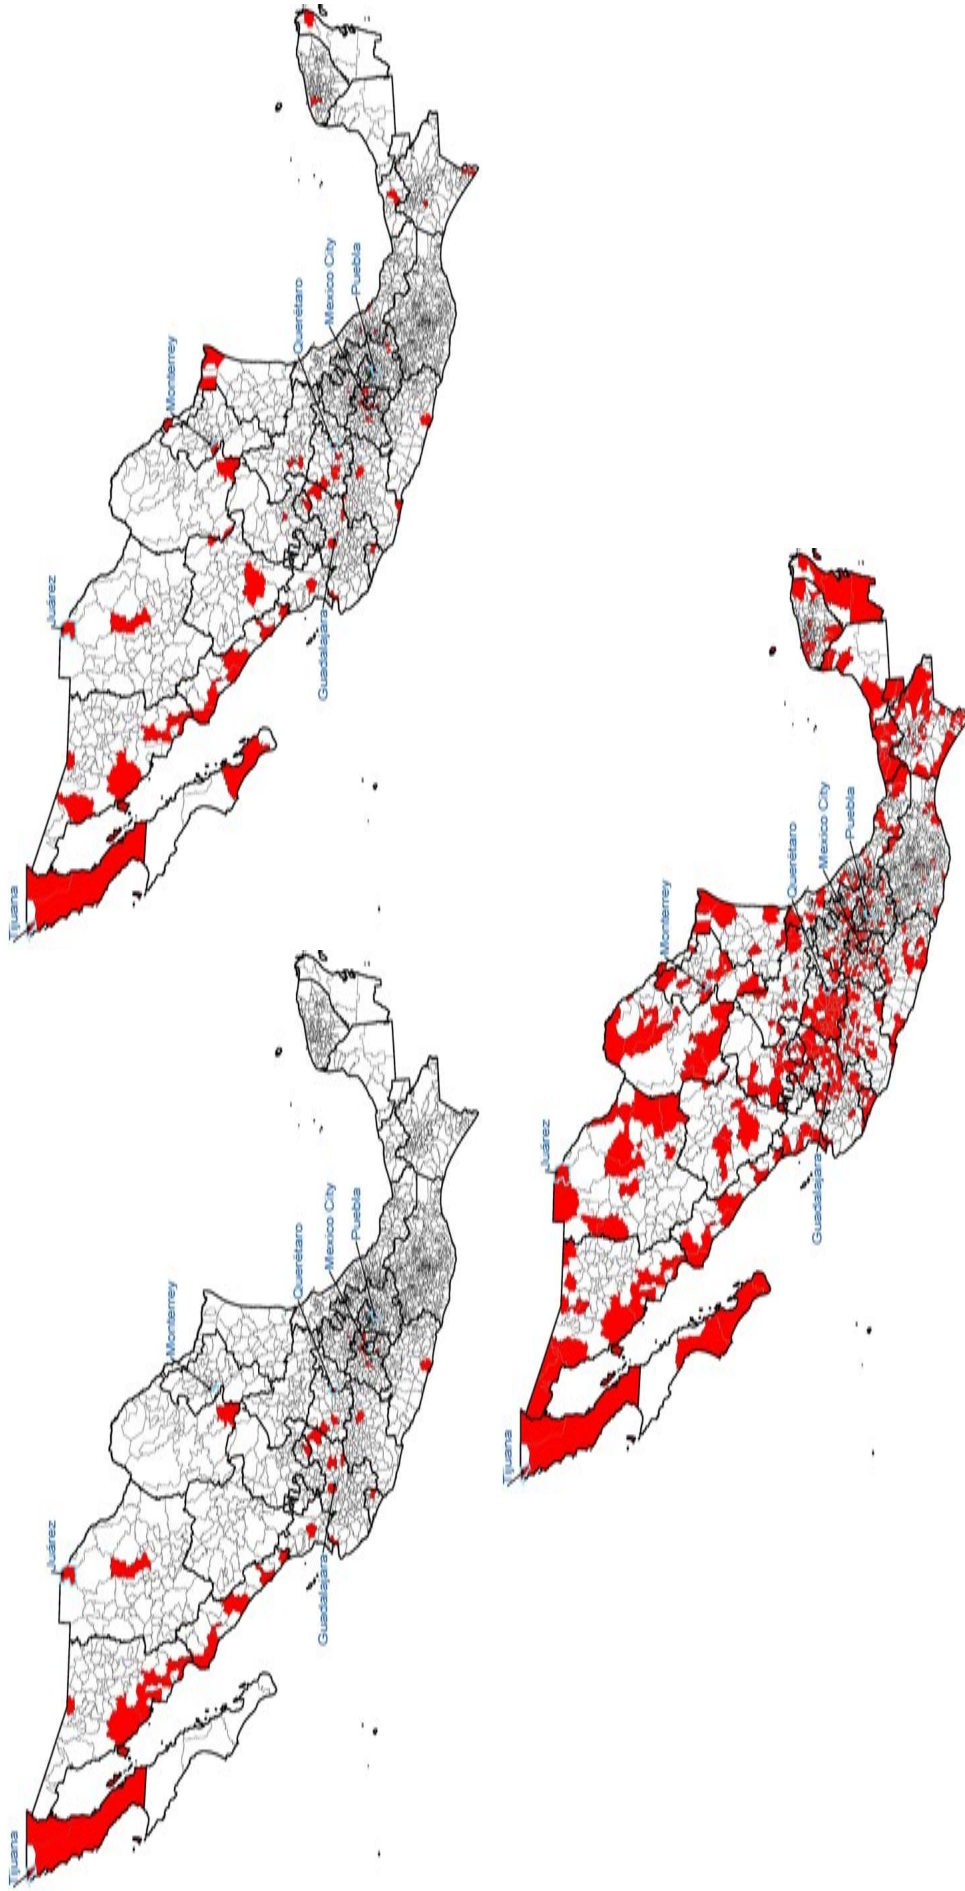 Tijuana
Juárez
Monterrey
Querétaro
Mexico City
Puebla
Guadalajara
Tijuana
Juárez
Monterrey
Querétaro
Mexico City
Puebla
Guadalajara
Tijuana
Juárez
Monterrey
Querétaro
Mexico City
Puebla
Guadalajara